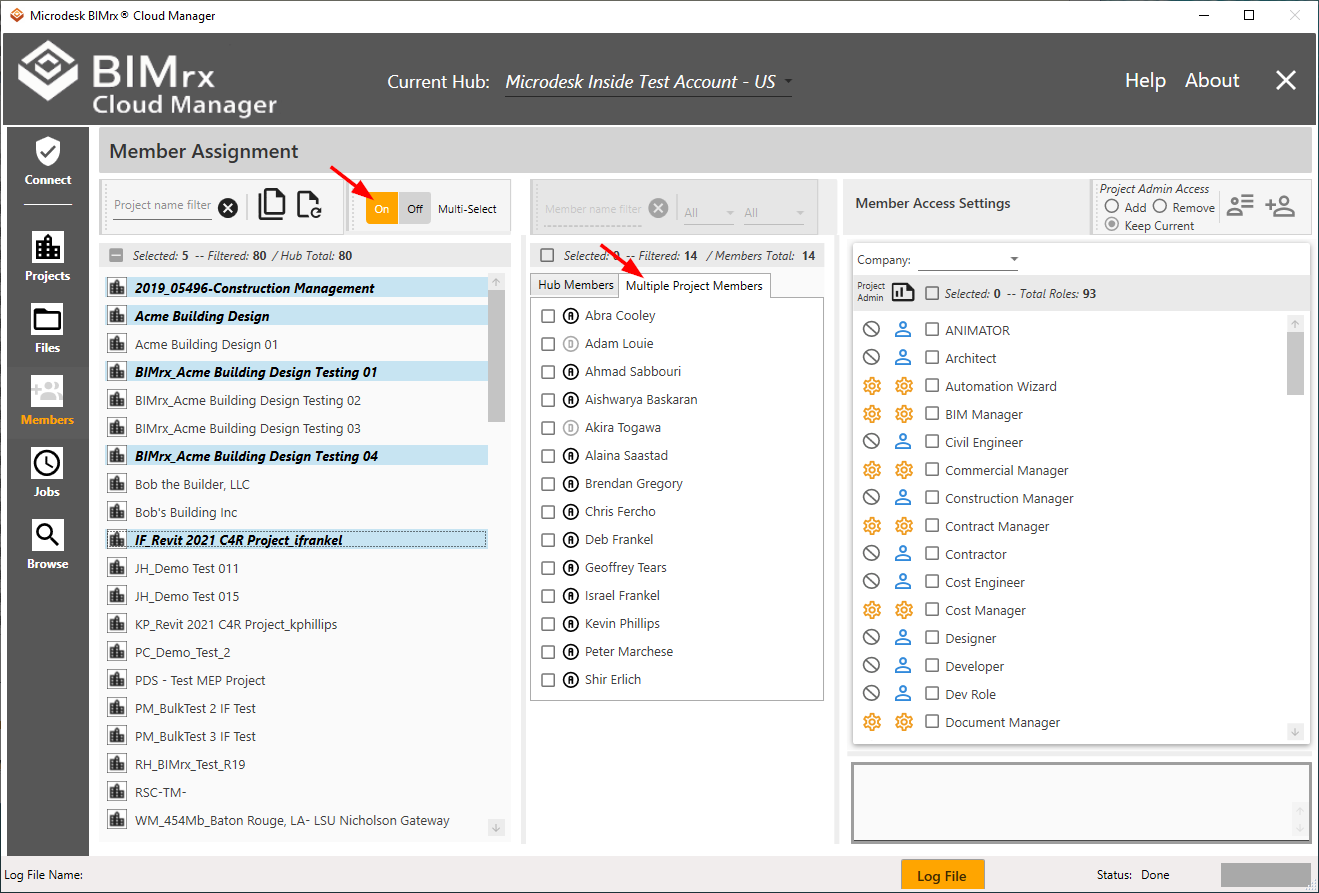 Microdesk BIMrx® Cloud Manager
BIMrx
Cloud Manager
Current Hub: Microdesk Inside Test Account - US
Help About
Connect
Projects
Files
Members
Jobs
Browse
Member Assignment
Project name filter
On Off Multi-Select
Selected: 5 -- Filtered: 80 / Hub Total: 80
2019_05496-Construction Management
Acme Building Design
Acme Building Design 01
BIMrx_Acme Building Design Testing 01
BIMrx_Acme Building Design Testing 02
BIMrx_Acme Building Design Testing 03
BIMrx_Acme Building Design Testing 04
Bob the Builder, LLC
Bob's Building Inc
IF_Revit 2021 C4R Project_ifrankel
JH_Demo Test 011
JH_Demo Test 015
KP_Revit 2021 C4R Project_kphillips
PC_Demo_Test_2
PDS - Test MEP Project
PM_BulkTest 2 IF Test
PM_BulkTest 3 IF Test
RH_BIMrx_Test_R19
RSC-TM-
WM_454Mb_Baton Rouge, LA- LSU Nicholson Gateway
Member name filter
All All
Selected: 0 -- Filtered: 14 / Members Total: 14
Hub Members Multiple Project Members
A Abra Cooley
D Adam Louie
A Ahmad Sabbouri
A Aishwarya Baskaran
D Akira Togawa
A Alaina Saastad
A Brendan Gregory
A Chris Fercho
A Deb Frankel
A Geoffrey Tears
A Israel Frankel
A Kevin Phillips
A Peter Marchese
A Shir Erlich
Member Access Settings
Project Admin Access
Add Remove
Keep Current
Company:
Project
Admin
Selected: 0 -- Total Roles: 93
ANIMATOR
Architect
Automation Wizard
BIM Manager
Civil Engineer
Commercial Manager
Construction Manager
Contract Manager
Contractor
Cost Engineer
Cost Manager
Designer
Developer
Dev Role
Document Manager
Log File Name:
Log File
Status: Done